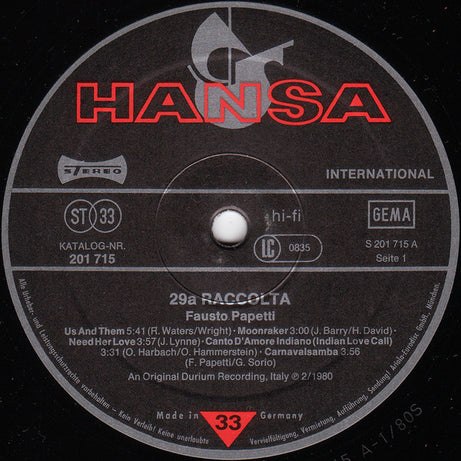 HANSA
STEREO
INTERNATIONAL
ST 33
hi-fi
GEMA
KATALOG-NR.
201 715
LC 0835
S 201 715 A
Seite 1
29a RACCOLTA
Fausto Papetti
Us And Them 5:41 (R. Waters/Wright) · Moonraker 3:00 (J. Barry/H. David) ·
Need Her Love 3:57 (J. Lynne) · Canto D'Amore Indiano (Indian Love Call)
3:31 (O. Harbach/O. Hammerstein) · Carnavalsamba 3:56
(F. Papetti/G. Sorio)
An Original Durium Recording, Italy ℗ 2/1980
Made in Germany
33
Alle Urheber- und Leistungsschutzrechte vorbehalten – Kein Verleih! Keine unerlaubte Vervielfältigung, Vermietung, Aufführung, Sendung! Ariola-Eurodisc GmbH, München.
A-1/80S